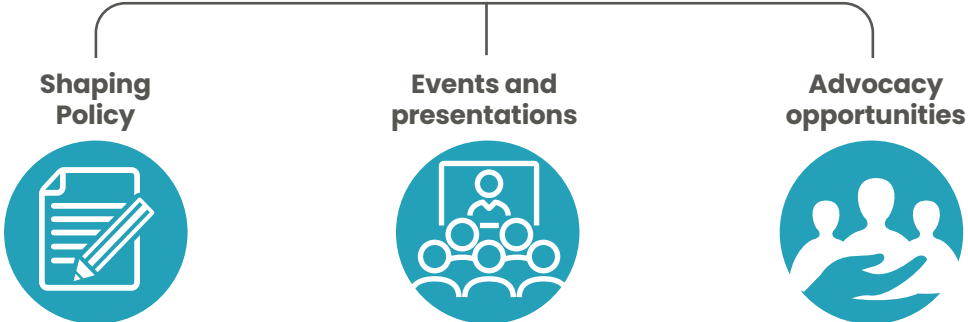 Shaping
Policy
Events and
presentations
Advocacy
opportunities